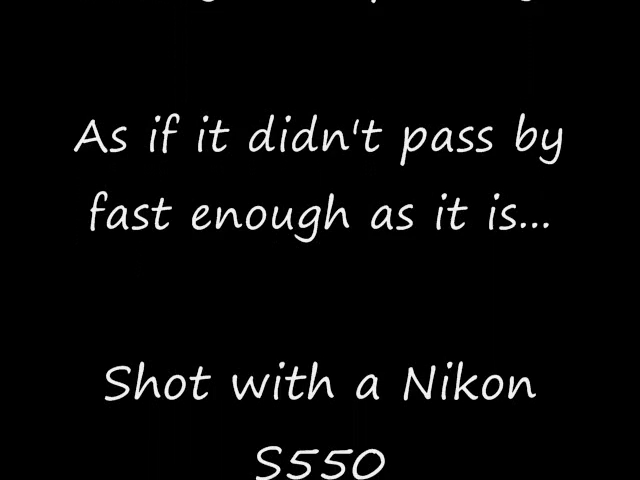 As if it didn't pass by
fast enough as it is...
Shot with a Nikon
S550